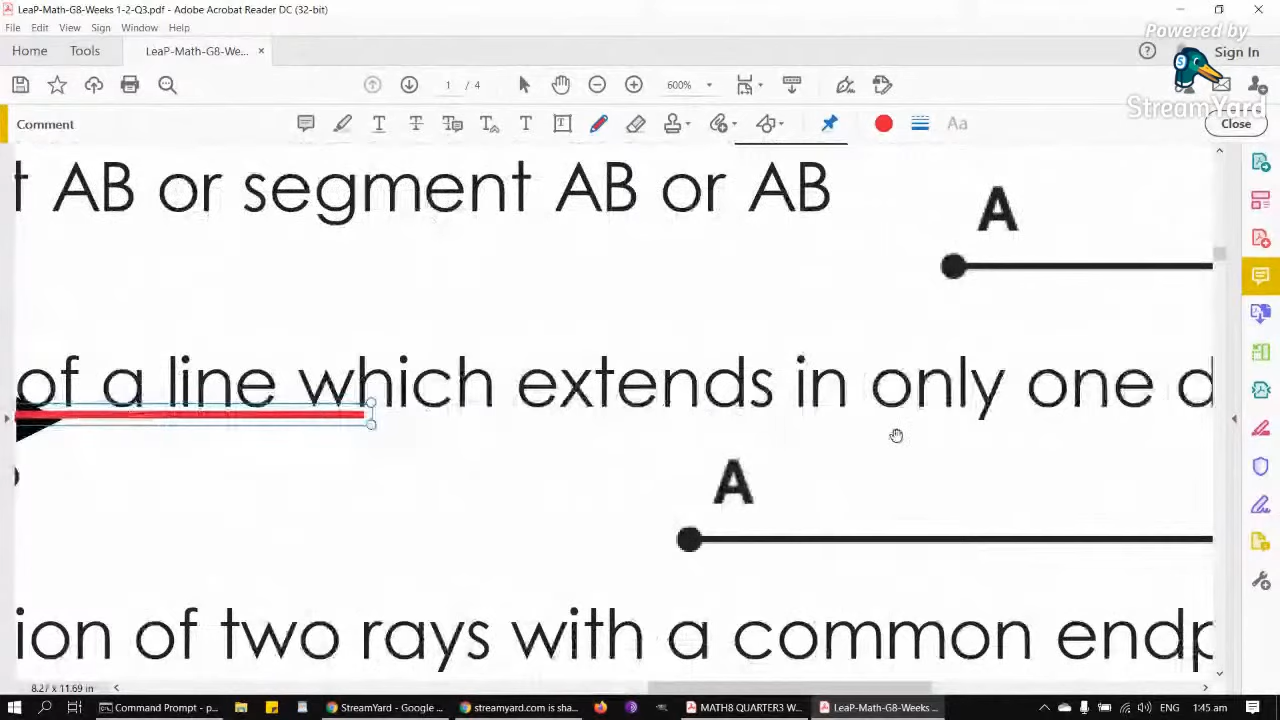 LeaP-Math-G8-Weeks 1-2-Q3.pdf - Adobe Acrobat Reader DC (32-bit)
File Edit View Sign Window Help
Powered by
Home Tools LeaP-Math-G8-We... × Sign In
StreamYard
1 / 4 600%
Comment Aa Close
t AB or segment AB or AB
A
of a line which extends in only one d
A
ion of two rays with a common endp
8.27 x 11.69 in
Command Prompt - p... StreamYard - Google ... streamyard.com is sha... MATH8 QUARTER3 W... LeaP-Math-G8-Weeks ... 1:45 am